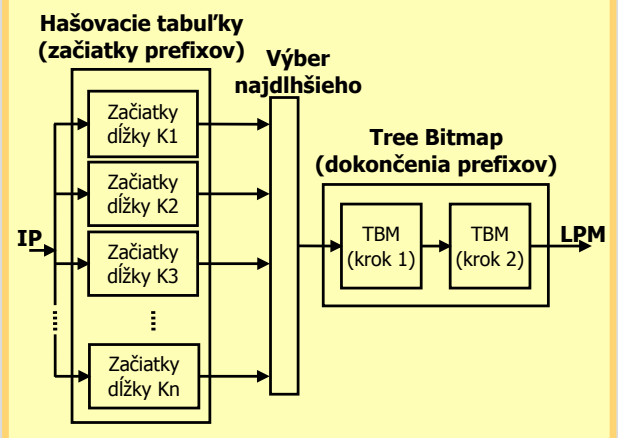 Hašovacie tabuľky
(začiatky prefixov)
Výber
najdlhšieho
Začiatky
dĺžky K1
Začiatky
dĺžky K2
Začiatky
dĺžky K3
Začiatky
dĺžky Kn
IP
Tree Bitmap
(dokončenia prefixov)
TBM
(krok 1)
TBM
(krok 2)
LPM